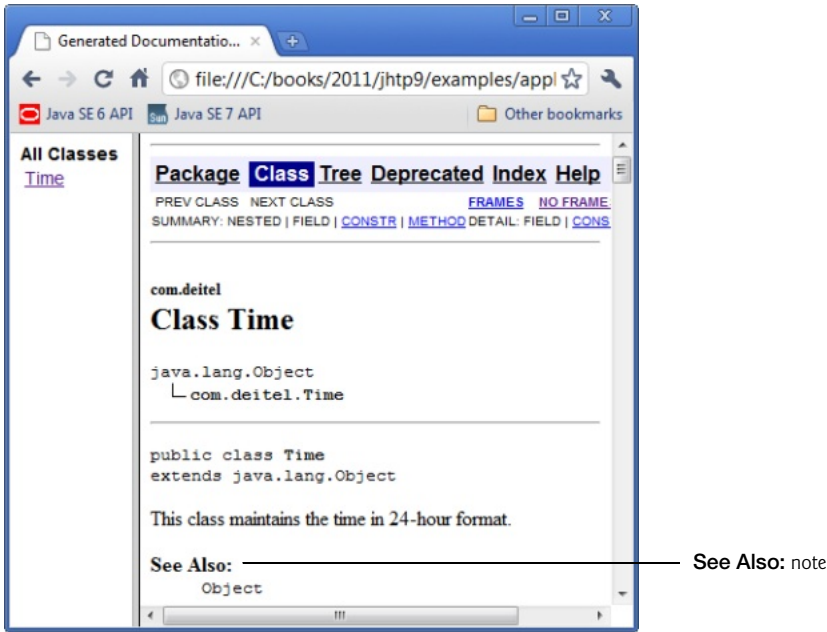 Generated Documentatio...
file:///C:/books/2011/jhtp9/examples/appl
Java SE 6 API Sun Java SE 7 API Other bookmarks
All Classes
Time
Package Class Tree Deprecated Index Help
PREV CLASS NEXT CLASS FRAMES NO FRAME
SUMMARY: NESTED | FIELD | CONSTR | METHOD DETAIL: FIELD | CONS
com.deitel
Class Time
java.lang.Object
com.deitel.Time
public class Time
extends java.lang.Object
This class maintains the time in 24-hour format.
See Also:
Object
See Also: note